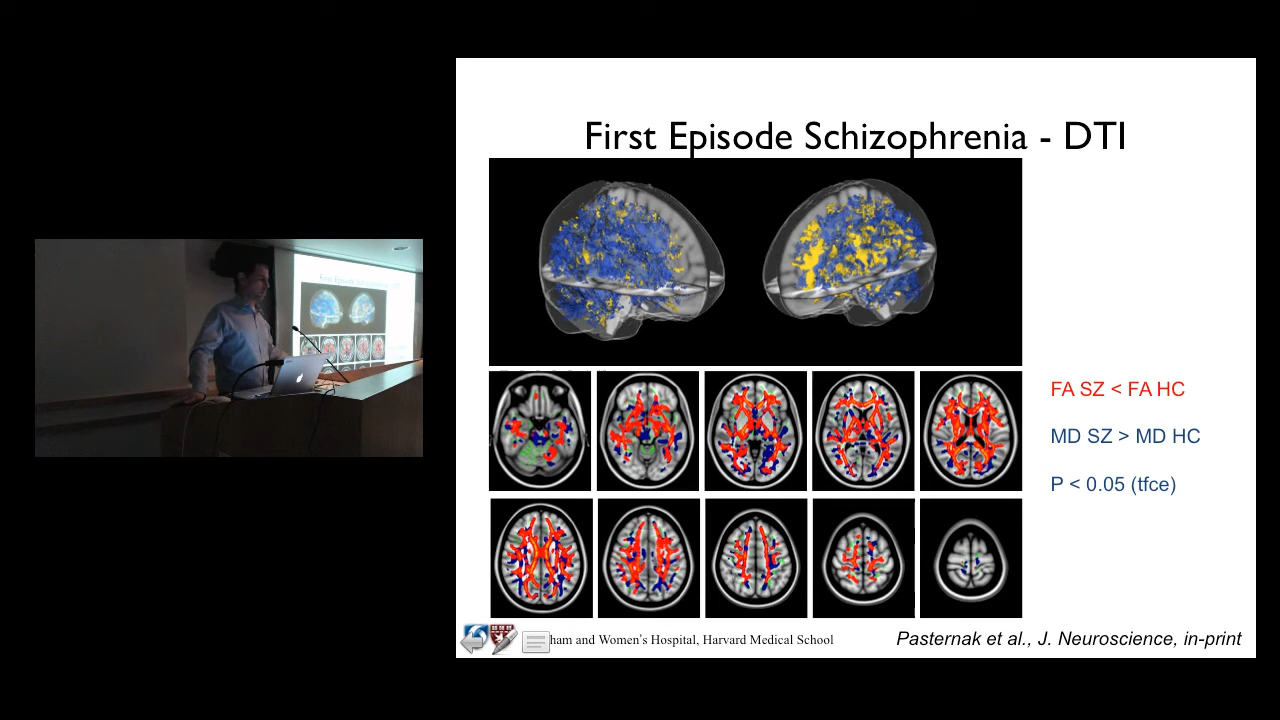 First Episode Schizophrenia - DTI
FA SZ < FA HC
MD SZ > MD HC
P < 0.05 (tfce)
ham and Women's Hospital, Harvard Medical School
Pasternak et al., J. Neuroscience, in-print